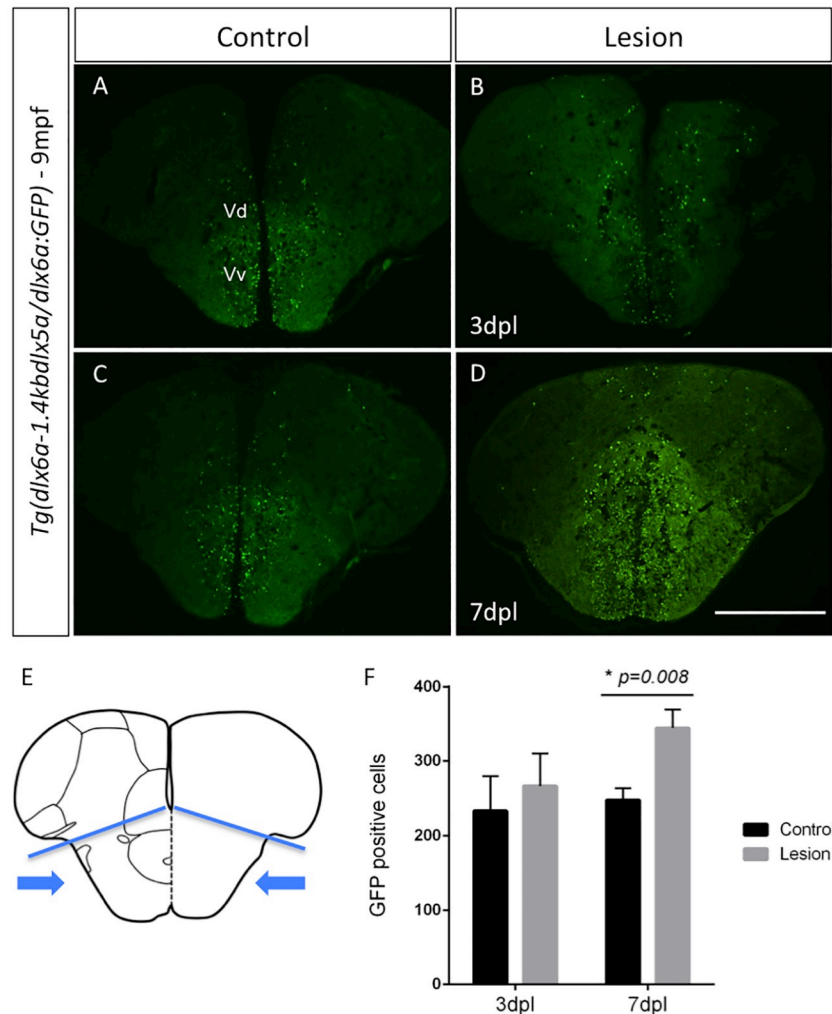 Control
Lesion
Tg(dlx6a-1.4kbdlx5a/dlx6a:GFP) - 9mpf
A
Vd
Vv
B
3dpl
C
D
7dpl
E
F
* p=0.008
400
300
200
100
0
GFP positive cells
3dpl
7dpl
Control
Lesion